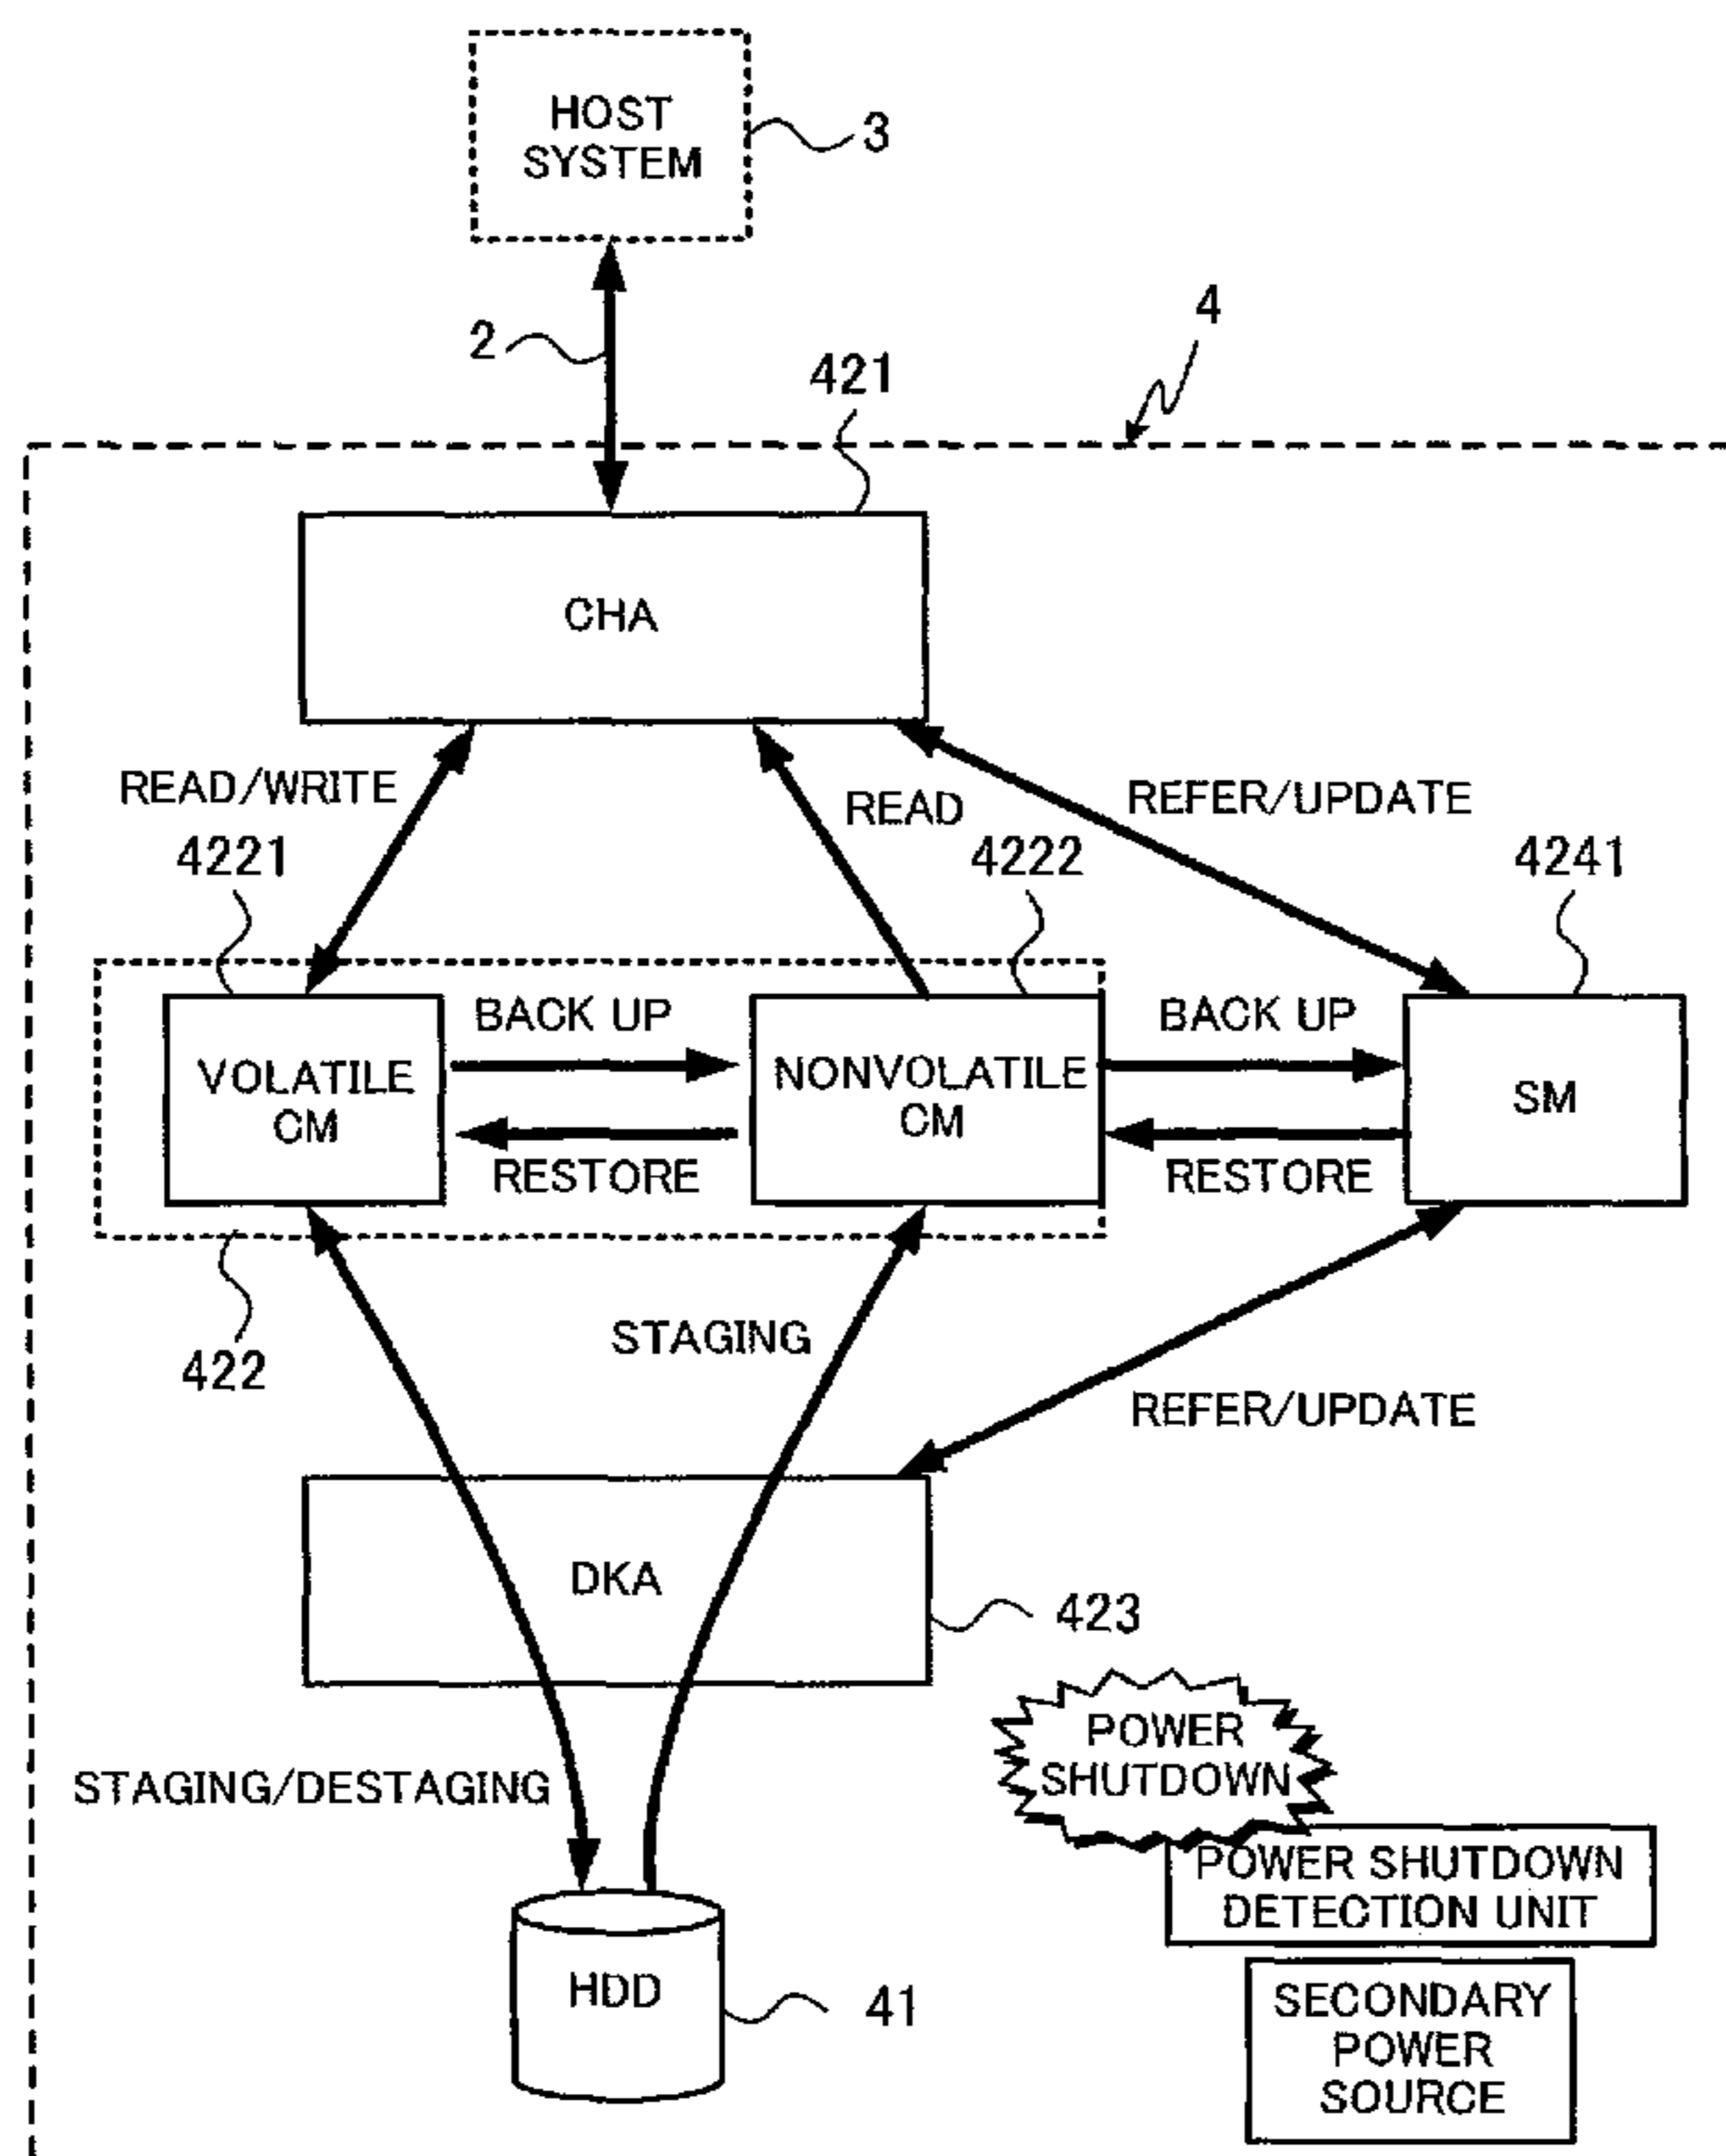 HOST
SYSTEM
3
2
4
421
CHA
READ/WRITE
READ
REFER/UPDATE
4221
4222
4241
BACK UP
BACK UP
VOLATILE
CM
NONVOLATILE
CM
SM
RESTORE
RESTORE
422
STAGING
REFER/UPDATE
DKA
423
STAGING/DESTAGING
POWER
SHUTDOWN
POWER SHUTDOWN
DETECTION UNIT
HDD
41
SECONDARY
POWER
SOURCE